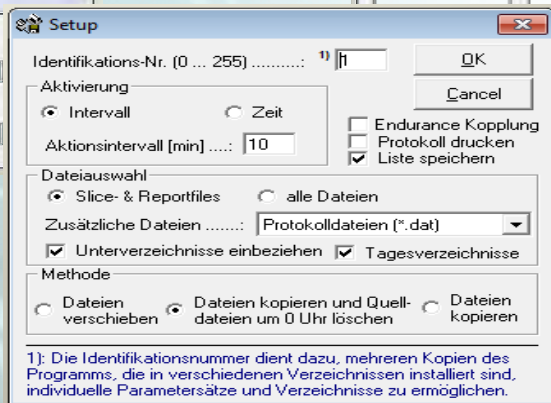 Setup
Identifikations-Nr. (0 ... 255) ..........: 1) 1
OK
Aktivierung
Cancel
Intervall Zeit
Endurance Kopplung
Aktionsintervall [min] ....: 10
Protokoll drucken
Liste speichern
Dateiauswahl
Slice- & Reportfiles alle Dateien
Zusätzliche Dateien .......: Protokolldateien (*.dat)
Unterverzeichnisse einbeziehen Tagesverzeichnisse
Methode
Dateien verschieben
Dateien kopieren und Quell-
dateien um 0 Uhr löschen
Dateien kopieren
1): Die Identifikationsnummer dient dazu, mehreren Kopien des
Programms, die in verschiedenen Verzeichnissen installiert sind,
individuelle Parametersätze und Verzeichnisse zu ermöglichen.